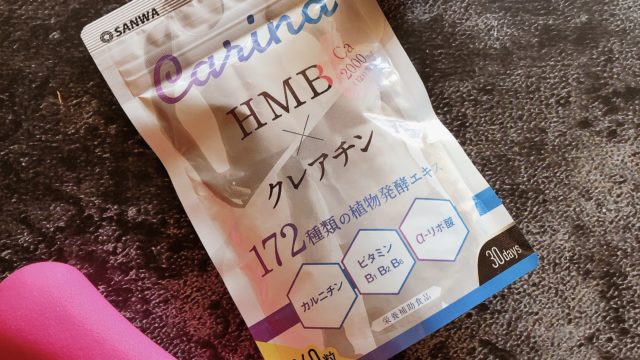 SANWA
Carina
HMB Ca
2000mg
×
クレアチン
172種類の植物発酵エキス
カルニチン
ビタミン
B1 B2 B6
α-リポ酸
30days
栄養補助食品